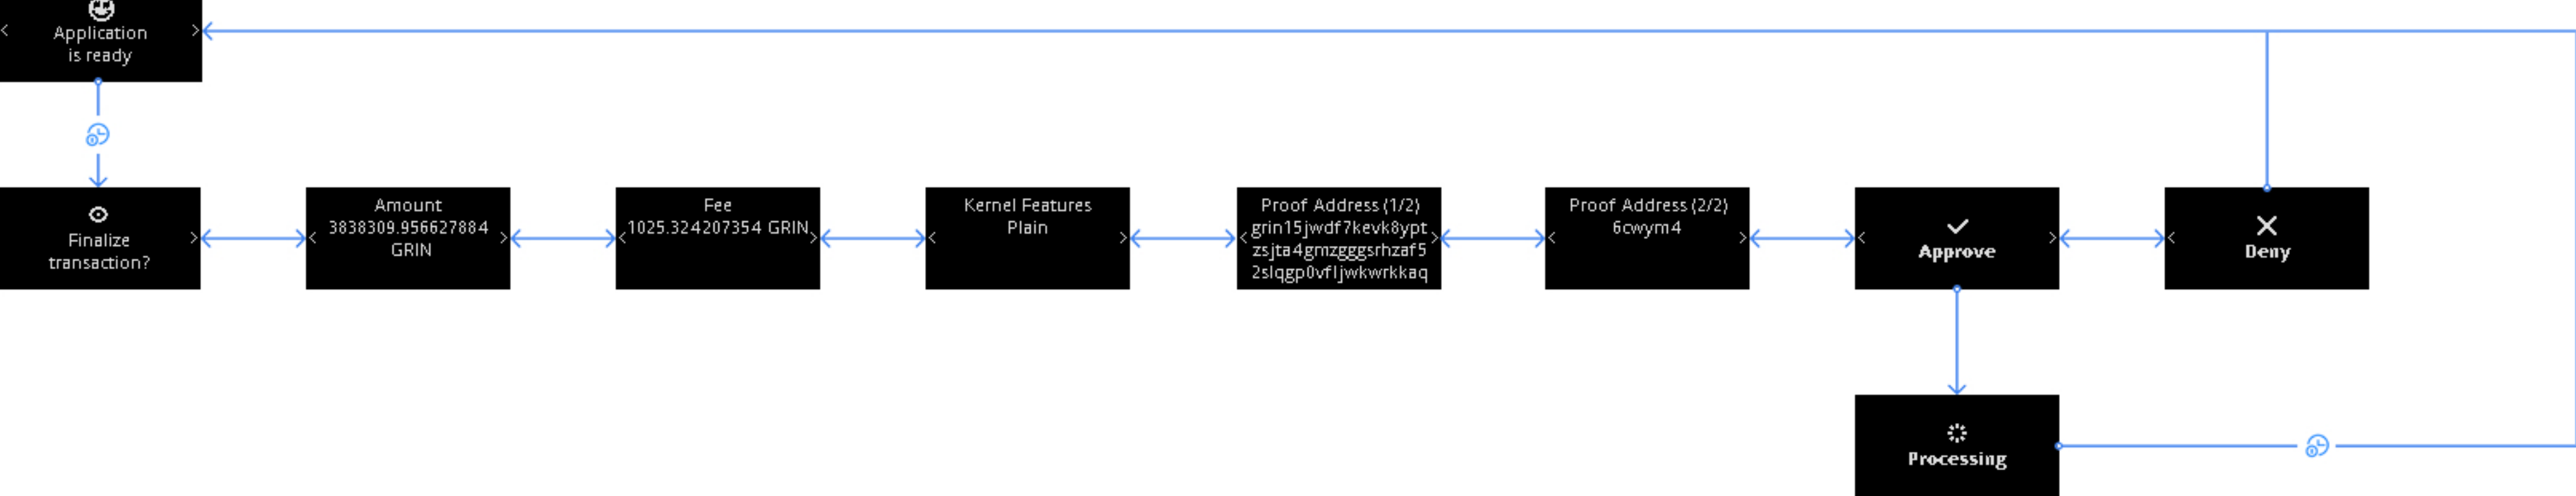 Application
is ready
Finalize
transaction?
Amount
3838309.956627884
GRIN
Fee
1025.324207354 GRIN
Kernel Features
Plain
Proof Address (1/2)
grin15jwdf7kevk8ypt
zsjta4gmzgggsrhzaf5
2slqgp0vfljwkwrkkaq
Proof Address (2/2)
6cwym4
Approve
Deny
Processing